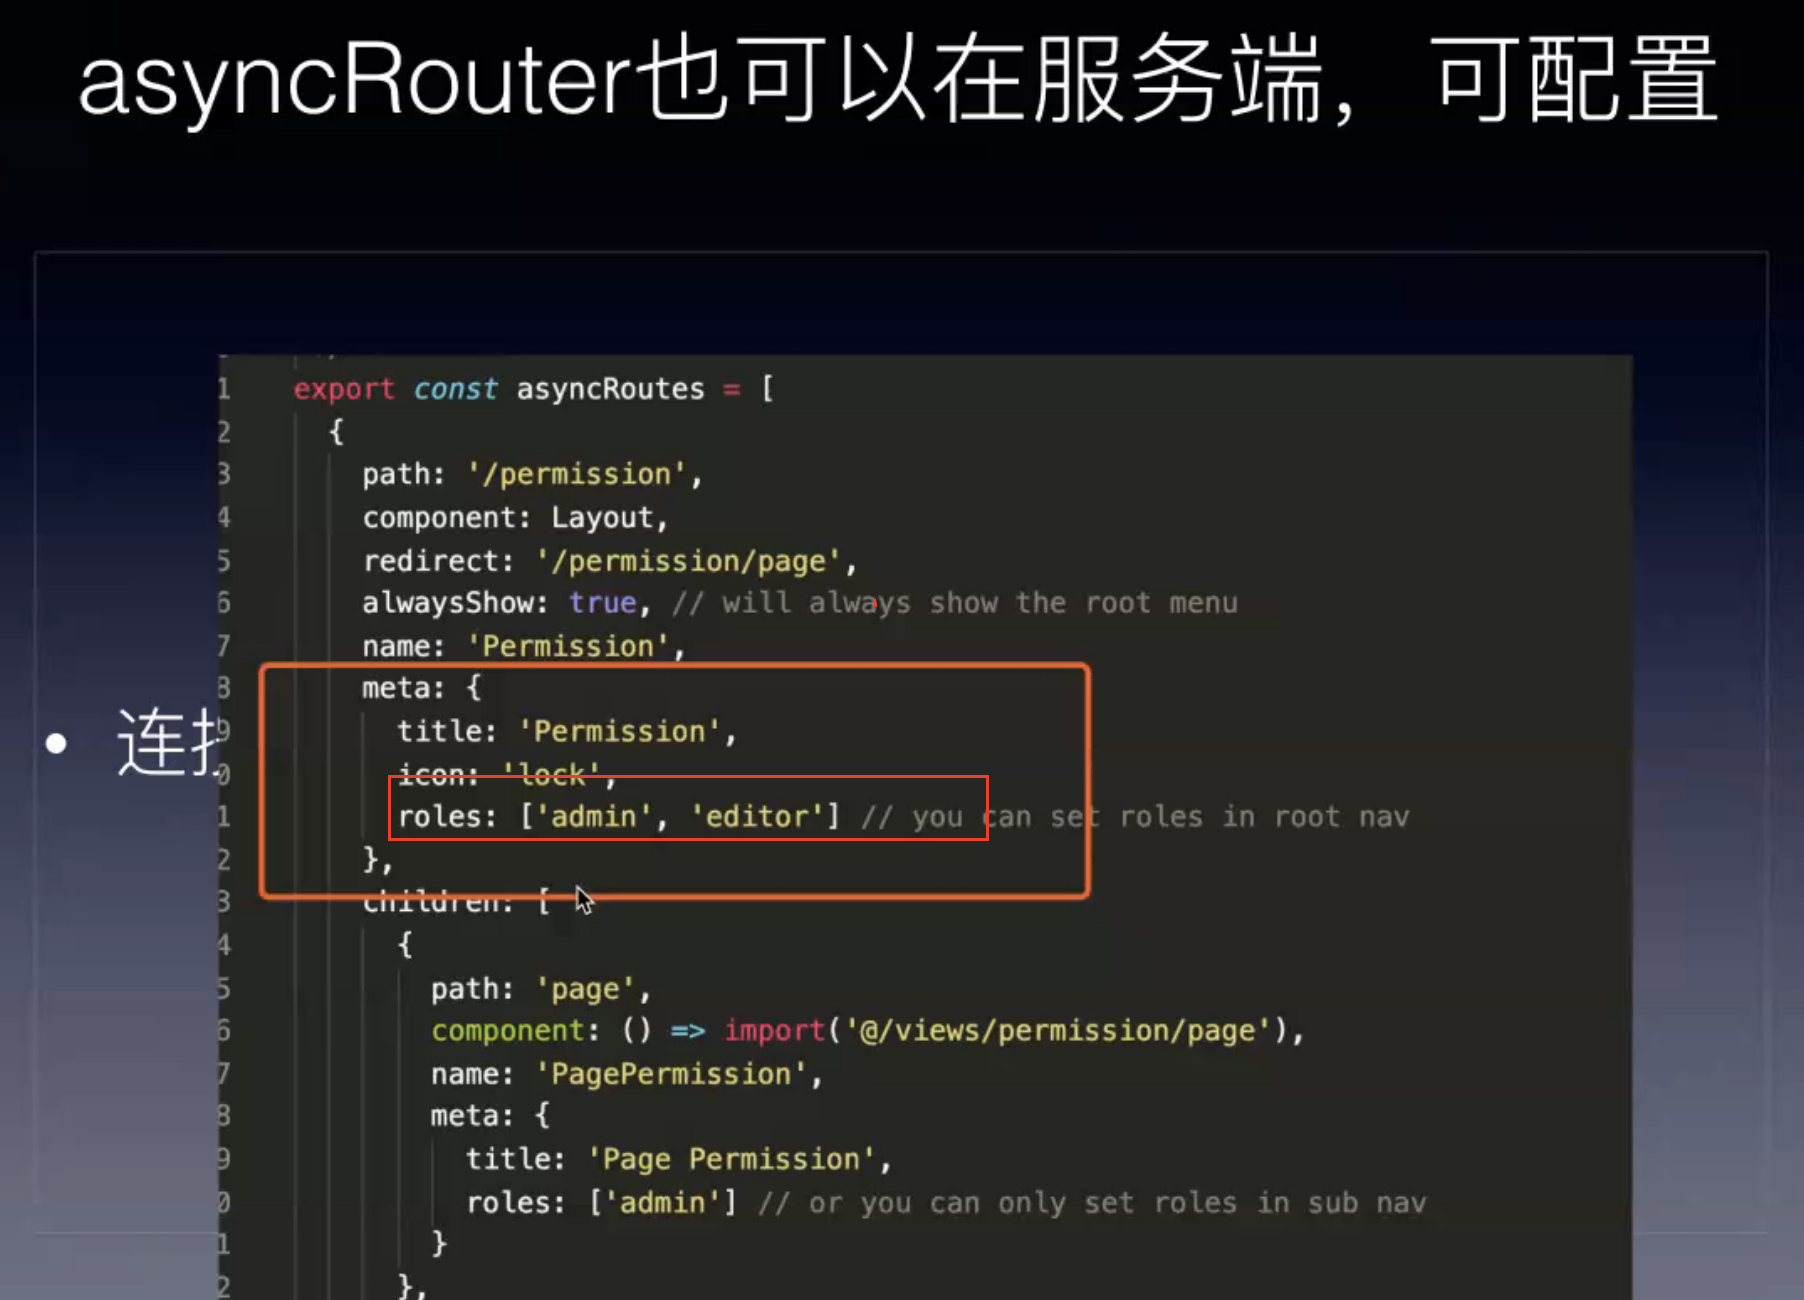 asyncRouter也可以在服务端，可配置
• 连
1 export const asyncRoutes = [
2 {
3 path: '/permission',
4 component: Layout,
5 redirect: '/permission/page',
6 alwaysShow: true, // will always show the root menu
7 name: 'Permission',
8 meta: {
9 title: 'Permission',
0 icon: 'lock',
1 roles: ['admin', 'editor'] // you can set roles in root nav
2 },
3 children: [
4 {
5 path: 'page',
6 component: () => import('@/views/permission/page'),
7 name: 'PagePermission',
8 meta: {
9 title: 'Page Permission',
0 roles: ['admin'] // or you can only set roles in sub nav
1 }
2 },